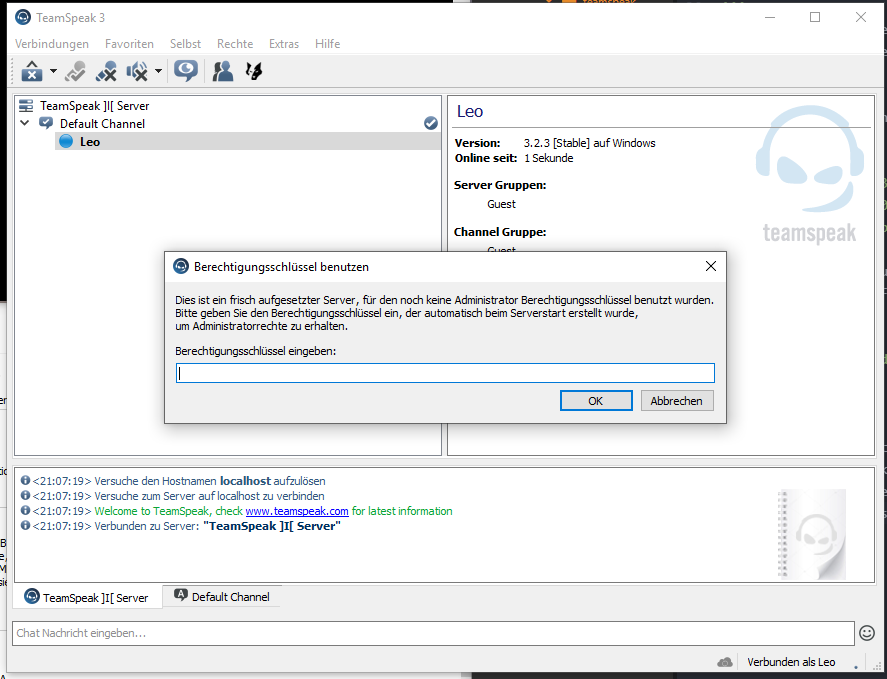 teamspeak
TeamSpeak 3
Verbindungen Favoriten Selbst Rechte Extras Hilfe
TeamSpeak ]I[ Server
Default Channel
Leo
Leo
Version: 3.2.3 [Stable] auf Windows
Online seit: 1 Sekunde
Server Gruppen:
Guest
Channel Gruppe:
Guest
teamspeak
Berechtigungsschlüssel benutzen
Dies ist ein frisch aufgesetzter Server, für den noch keine Administrator Berechtigungsschlüssel benutzt wurden.
Bitte geben Sie den Berechtigungsschlüssel ein, der automatisch beim Serverstart erstellt wurde,
um Administratorrechte zu erhalten.
Berechtigungsschlüssel eingeben:
OK Abbrechen
<21:07:19> Versuche den Hostnamen localhost aufzulösen
<21:07:19> Versuche zum Server auf localhost zu verbinden
<21:07:19> Welcome to TeamSpeak, check www.teamspeak.com for latest information
<21:07:19> Verbunden zu Server: "TeamSpeak ]I[ Server"
TeamSpeak ]I[ Server Default Channel
Chat Nachricht eingeben...
Verbunden als Leo